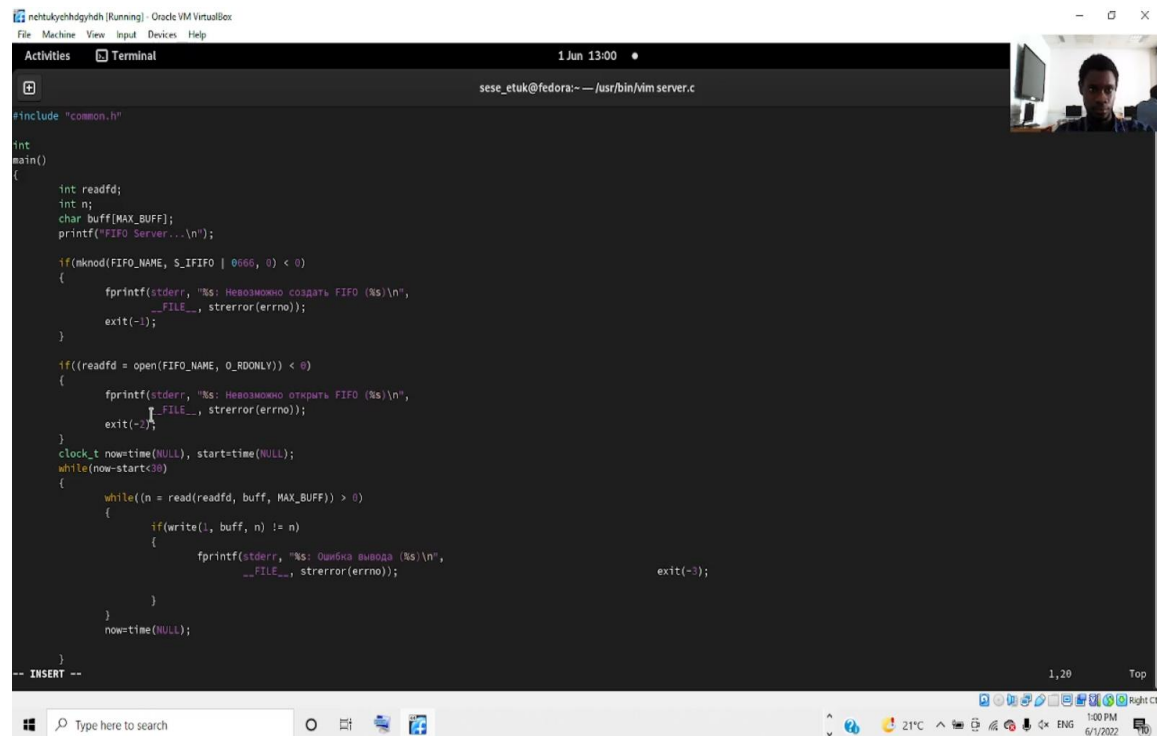 nehtukyehhdgyhdh [Running] - Oracle VM VirtualBox
File Machine View Input Devices Help
Activities Terminal 1 Jun 13:00
sese_etuk@fedora:~ — /usr/bin/vim server.c
#include "common.h"
int
main()
{
int readfd;
int n;
char buff[MAX_BUFF];
printf("FIFO Server...\n");
if(mknod(FIFO_NAME, S_IFIFO | 0666, 0) < 0)
{
fprintf(stderr, "%s: Невозможно создать FIFO (%s)\n",
__FILE__, strerror(errno));
exit(-1);
}
if((readfd = open(FIFO_NAME, O_RDONLY)) < 0)
{
fprintf(stderr, "%s: Невозможно открыть FIFO (%s)\n",
__FILE__, strerror(errno));
exit(-2);
}
clock_t now=time(NULL), start=time(NULL);
while(now-start<30)
{
while((n = read(readfd, buff, MAX_BUFF)) > 0)
{
if(write(1, buff, n) != n)
{
fprintf(stderr, "%s: Ошибка вывода (%s)\n",
__FILE__, strerror(errno)); exit(-3);
}
}
now=time(NULL);
}
-- INSERT -- 1,20 Top
Right Ct
Type here to search 21°C ENG 1:00 PM
6/1/2022